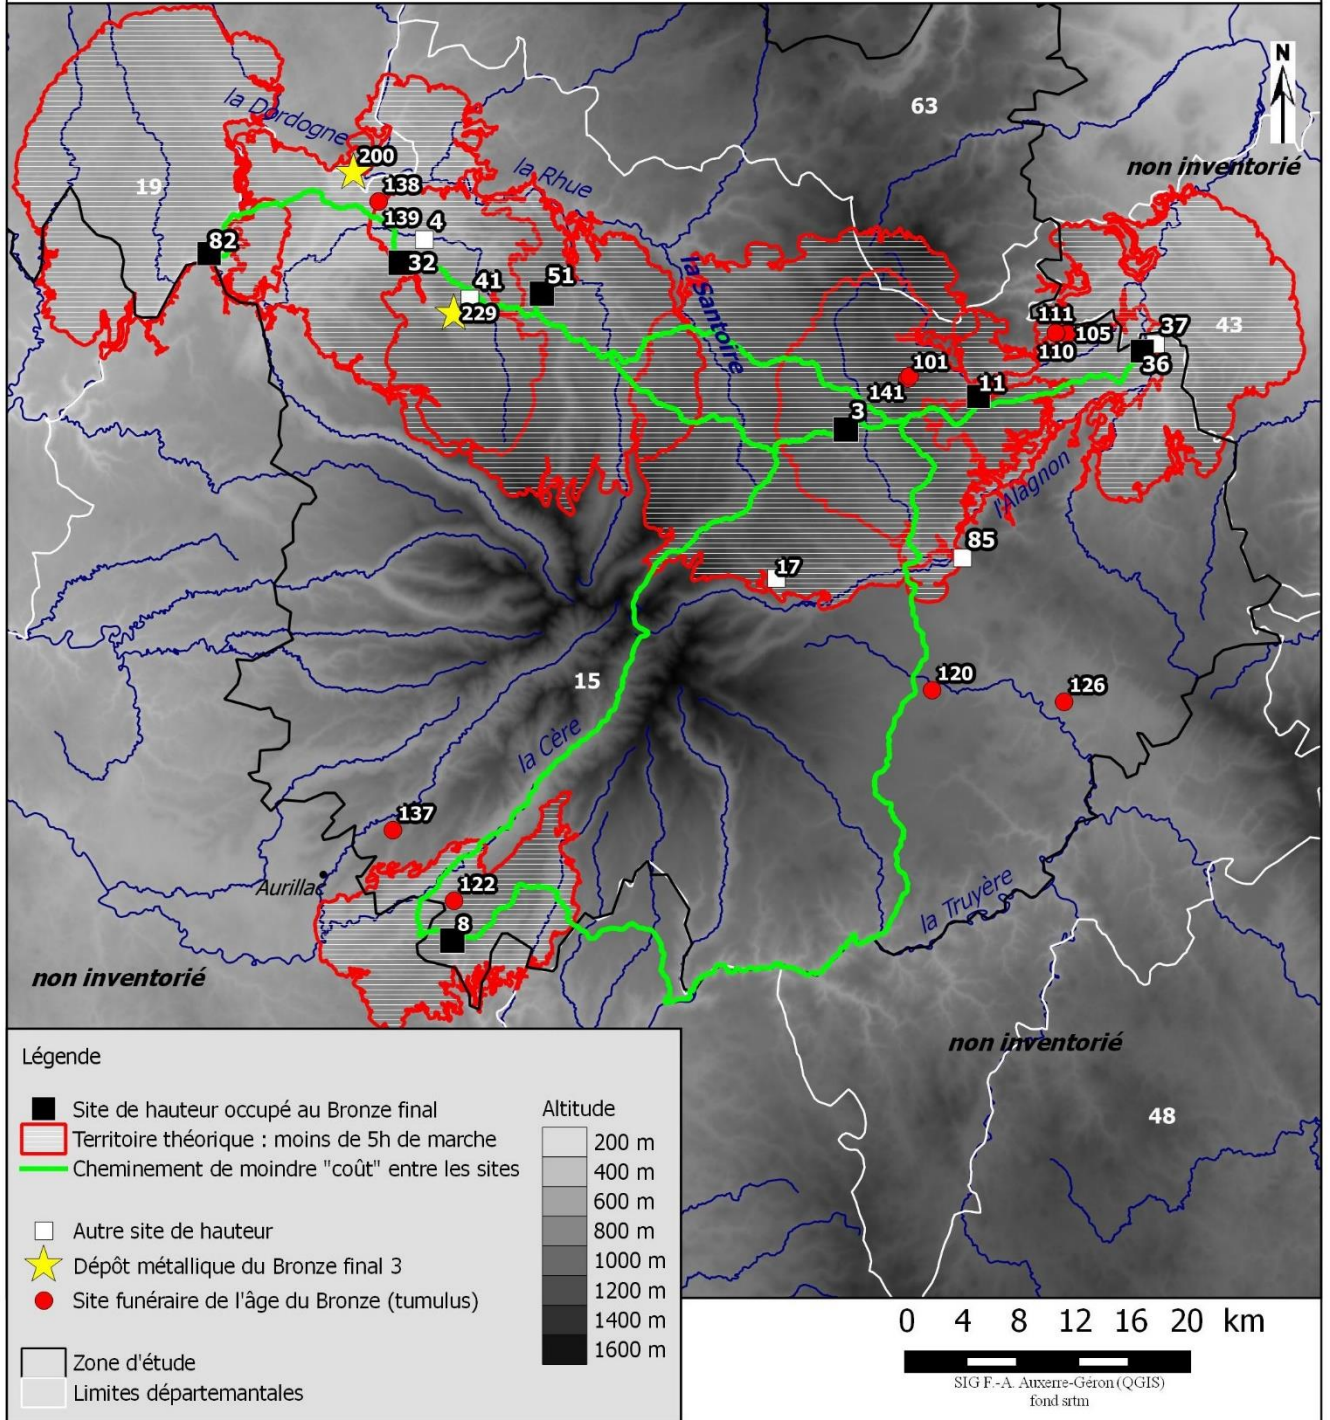 N
63
non inventorié
la Dordogne
200
19
138
la Rhue
139
4
82
32
41
51
229
la Santoire
111
105
37
43
110
36
101
141
11
3
l'Alagnon
85
17
15
120
126
la Cère
137
Aurillac
122
8
la Truyère
non inventorié
non inventorié
48
Légende
Site de hauteur occupé au Bronze final
Territoire théorique : moins de 5h de marche
Cheminement de moindre "coût" entre les sites
Autre site de hauteur
Dépôt métallique du Bronze final 3
Site funéraire de l'âge du Bronze (tumulus)
Zone d'étude
Limites départemantales
Altitude
200 m
400 m
600 m
800 m
1000 m
1200 m
1400 m
1600 m
0 4 8 12 16 20 km
SIG F.-A. Auxerre-Géron (QGIS)
fond srtm